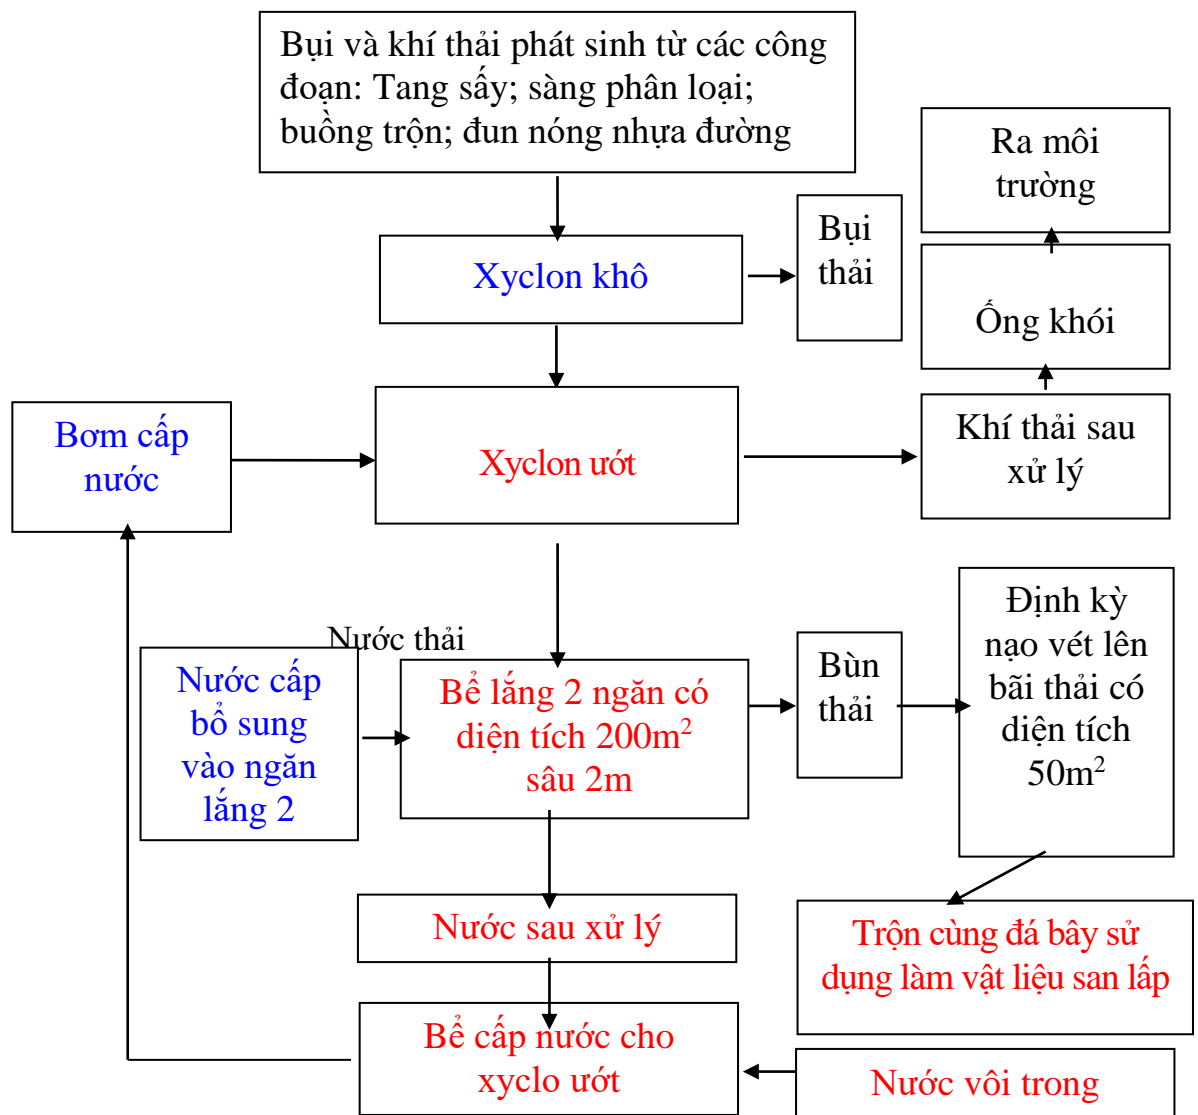 Bụi và khí thải phát sinh từ các công
đoạn: Tang sấy; sàng phân loại;
buồng trộn; đun nóng nhựa đường
Ra môi
trường
Bụi
thải
Xyclon khô
Ống khói
Bơm cấp
nước
Xyclon ướt
Khí thải sau
xử lý
Nước thải
Nước cấp
bổ sung
vào ngăn
lắng 2
Bể lắng 2 ngăn có
diện tích 200m²
sâu 2m
Bùn
thải
Định kỳ
nạo vét lên
bãi thải có
diện tích
50m²
Nước sau xử lý
Trộn cùng đá bây sử
dụng làm vật liệu san lấp
Bể cấp nước cho
xyclo ướt
Nước vôi trong